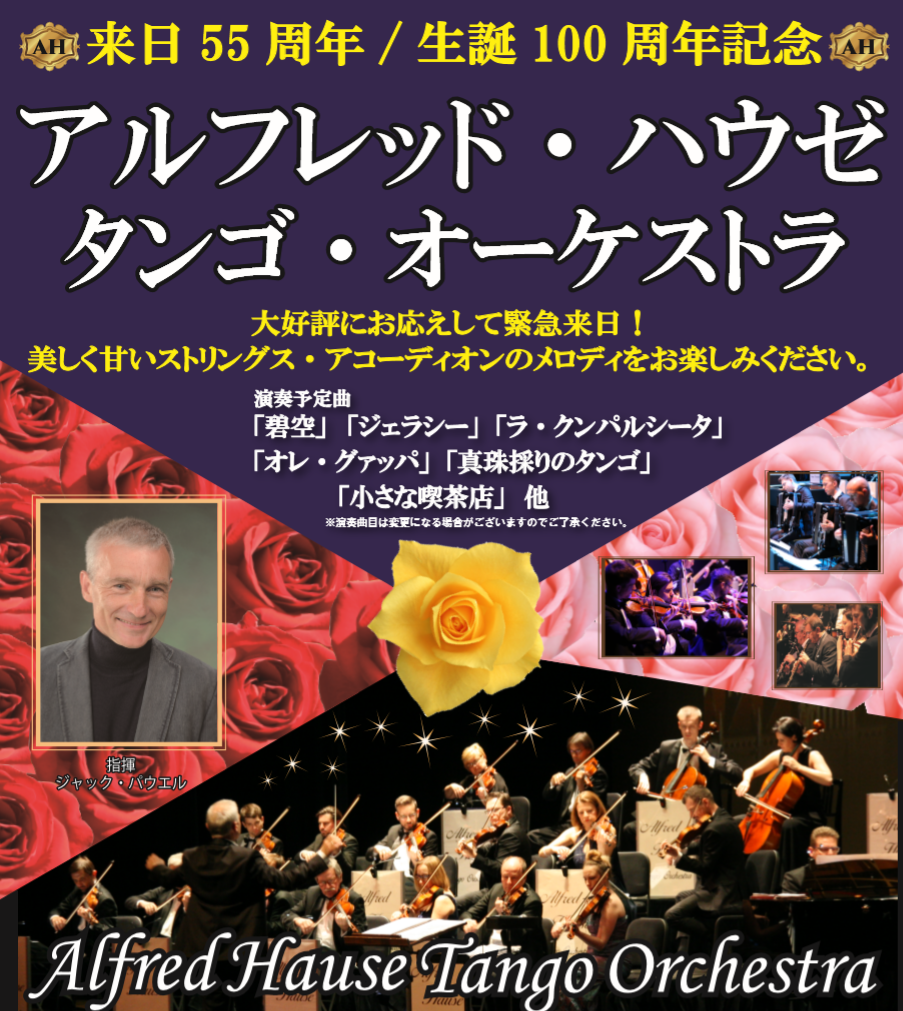 AH 来日 55 周年 / 生誕 100 周年記念 AH
アルフレッド・ハウゼ
タンゴ・オーケストラ
大好評にお応えして緊急来日！
美しく甘いストリングス・アコーディオンのメロディをお楽しみください。
演奏予定曲
「碧空」「ジェラシー」「ラ・クンパルシータ」
「オレ・グァッパ」「真珠採りのタンゴ」
「小さな喫茶店」 他
※演奏曲目は変更になる場合がございますのでご了承ください。
指揮
ジャック・パウエル
Alfred
Orchestra
Alfred
Alfred Hause Tango Orchestra